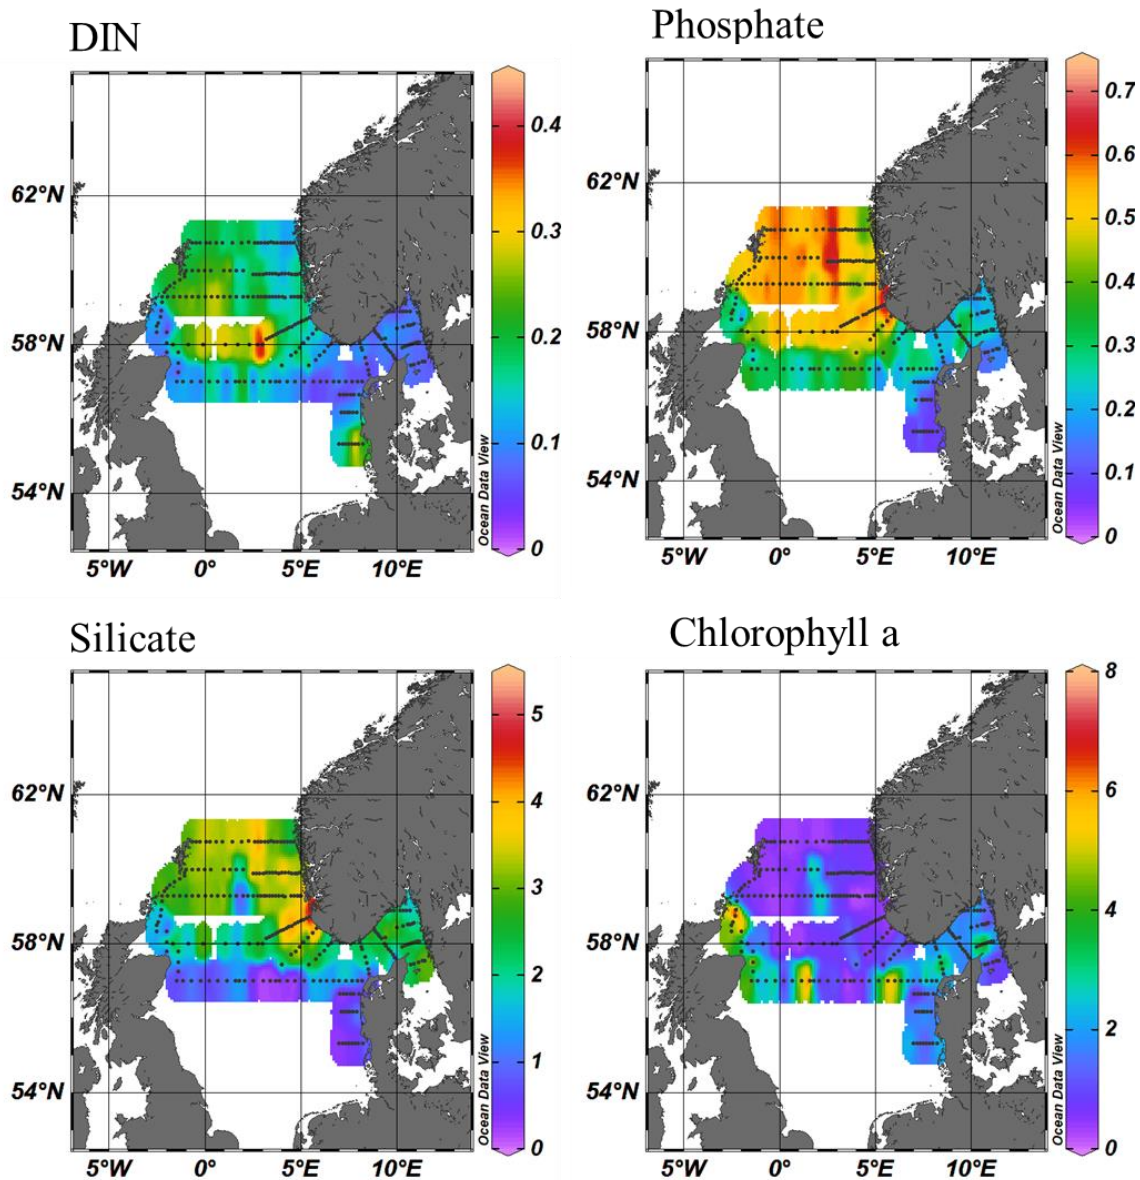 DIN
Phosphate
62°N
58°N
54°N
5°W 0° 5°E 10°E
0.4
0.3
0.2
0.1
0
Ocean Data View
62°N
58°N
54°N
5°W 0° 5°E 10°E
0.7
0.6
0.5
0.4
0.3
0.2
0.1
0
Ocean Data View
Silicate
Chlorophyll a
62°N
58°N
54°N
5°W 0° 5°E 10°E
5
4
3
2
1
0
Ocean Data View
62°N
58°N
54°N
5°W 0° 5°E 10°E
8
6
4
2
0
Ocean Data View